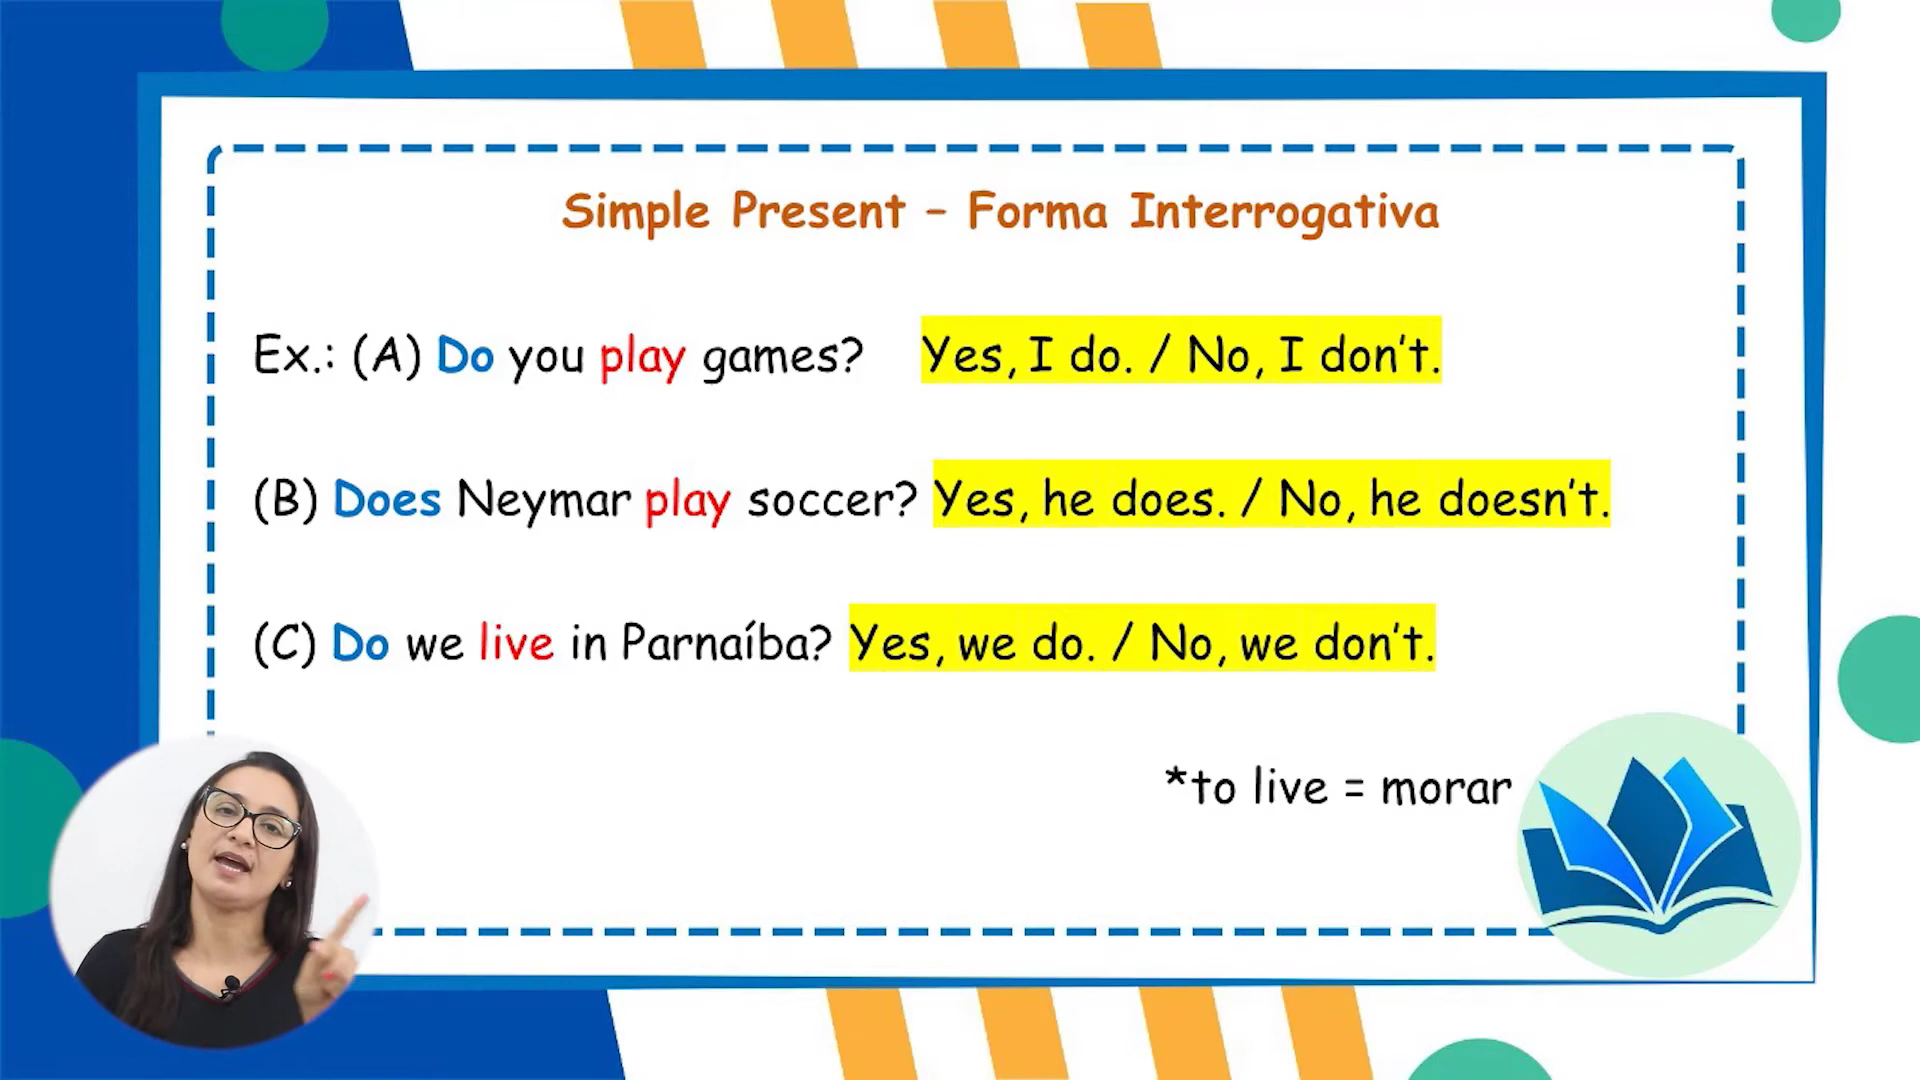 Simple Present – Forma Interrogativa
Ex.: (A) Do you play games? Yes, I do. / No, I don't.
(B) Does Neymar play soccer? Yes, he does. / No, he doesn't.
(C) Do we live in Parnaíba? Yes, we do. / No, we don't.
*to live = morar